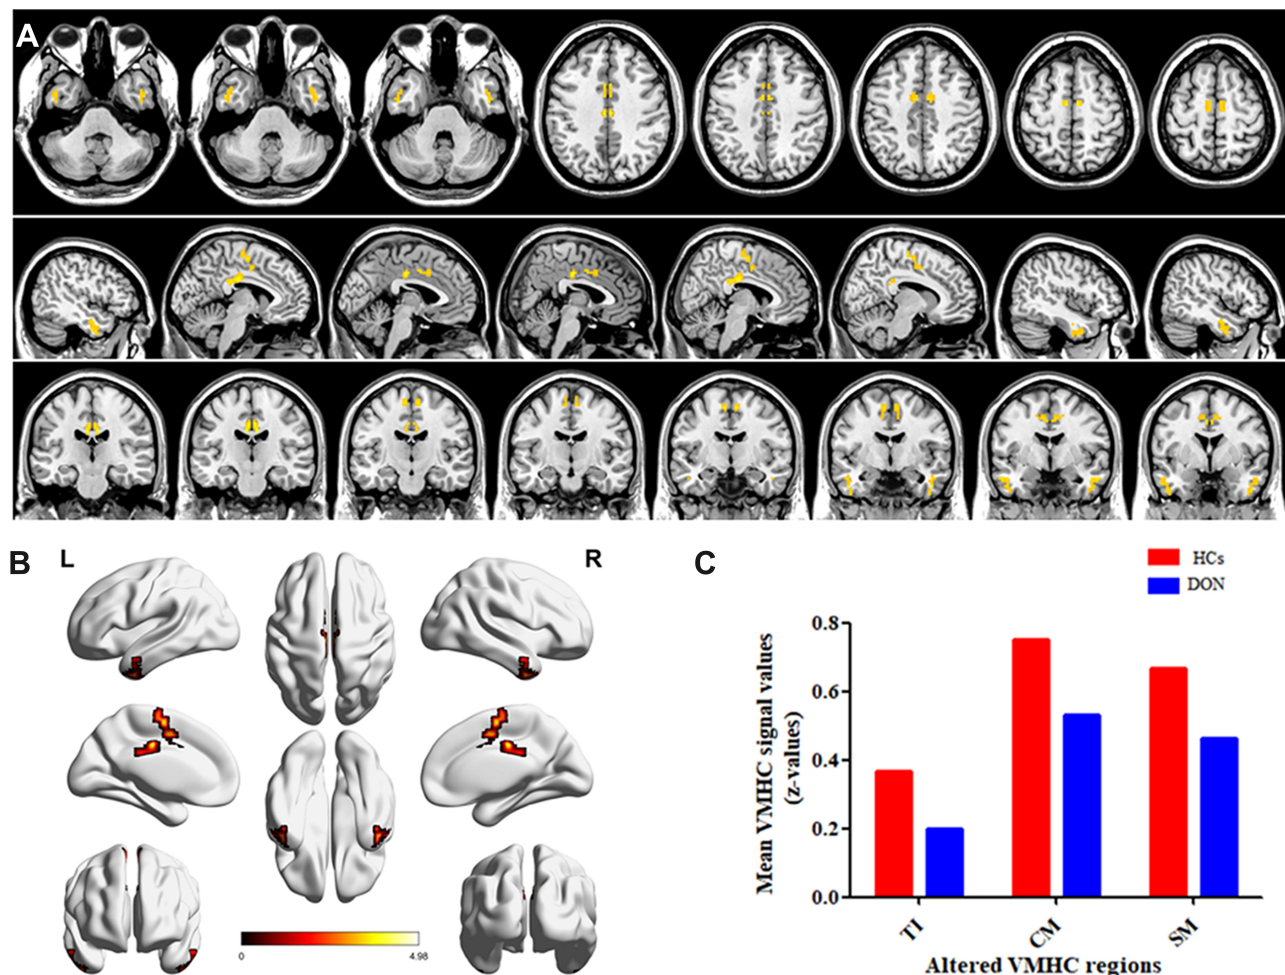 A
B
L
R
0
4.98
C
HCs
DON
Mean VMHC signal values
(z-values)
0.8
0.6
0.4
0.2
0.0
TI
CM
SM
Altered VMHC regions